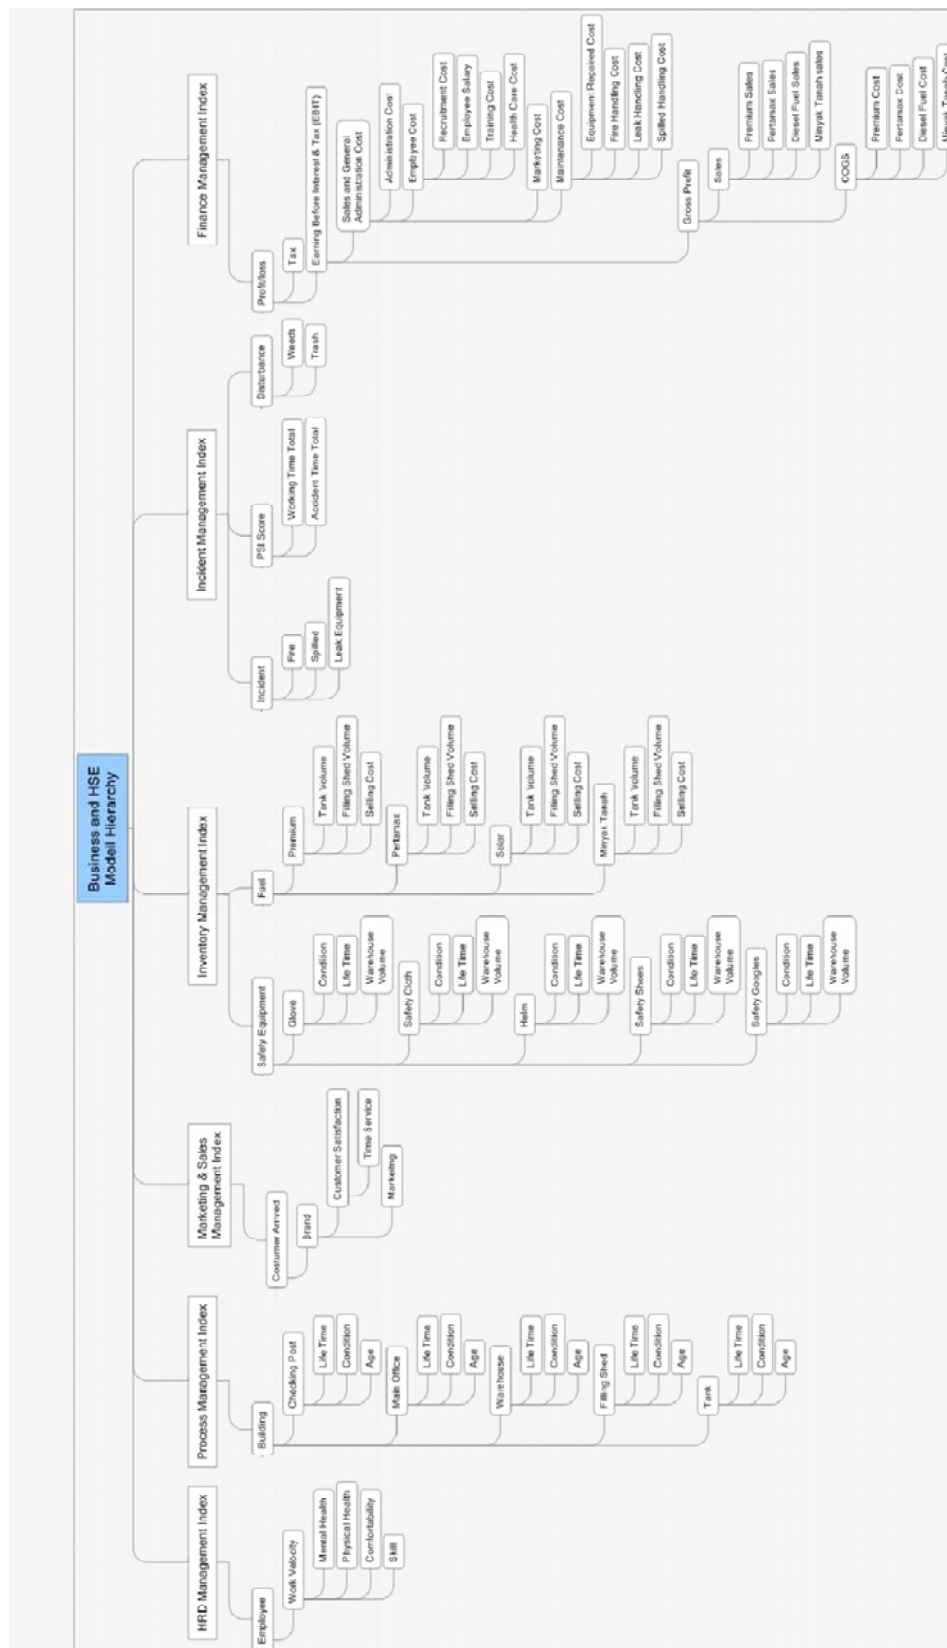 Business and HSE
Modell Hierarchy
HRD Management Index
Employee
Work Velocity
Mental Health
Physical Health
Comfortability
Skill
Process Management Index
Building
Checking Post
Life Time
Condition
Age
Main Office
Life Time
Condition
Age
Warehouse
Life Time
Condition
Age
Filling Shed
Life Time
Condition
Age
Tank
Life Time
Condition
Age
Marketing & Sales
Management Index
Costumer Arrived
Brand
Customer Satisfaction
Time Service
Marketing
Inventory Management Index
Safety Equipment
Glove
Condition
Life Time
Warehouse
Volume
Safety Cloth
Condition
Life Time
Warehouse
Volume
Helm
Condition
Life Time
Warehouse
Volume
Safety Shoes
Condition
Life Time
Warehouse
Volume
Safety Googles
Condition
Life Time
Warehouse
Volume
Fuel
Premium
Tank Volume
Filling Shed Volume
Selling Cost
Pertamax
Tank Volume
Filling Shed Volume
Selling Cost
Solar
Tank Volume
Filling Shed Volume
Selling Cost
Minyak Tanah
Tank Volume
Filling Shed Volume
Selling Cost
Incident Management Index
Incident
Fire
Spilled
Leak Equipment
PSI Score
Working Time Total
Accident Time Total
Disturbance
Weeds
Trash
Finance Management Index
Profit/loss
Tax
Earning Before Interest & Tax (EBIT)
Sales and General
Administration Cost
Administration Cost
Employee Cost
Recruitment Cost
Employee Salary
Training Cost
Health Care Cost
Marketing Cost
Maintenance Cost
Equipment Repaired Cost
Fire Handling Cost
Leak Handling Cost
Spilled Handling Cost
Gross Profit
Sales
Premium Sales
Pertamax Sales
Diesel Fuel Sales
Minyak Tanah sales
COGS
Premium Cost
Pertamax Cost
Diesel Fuel Cost